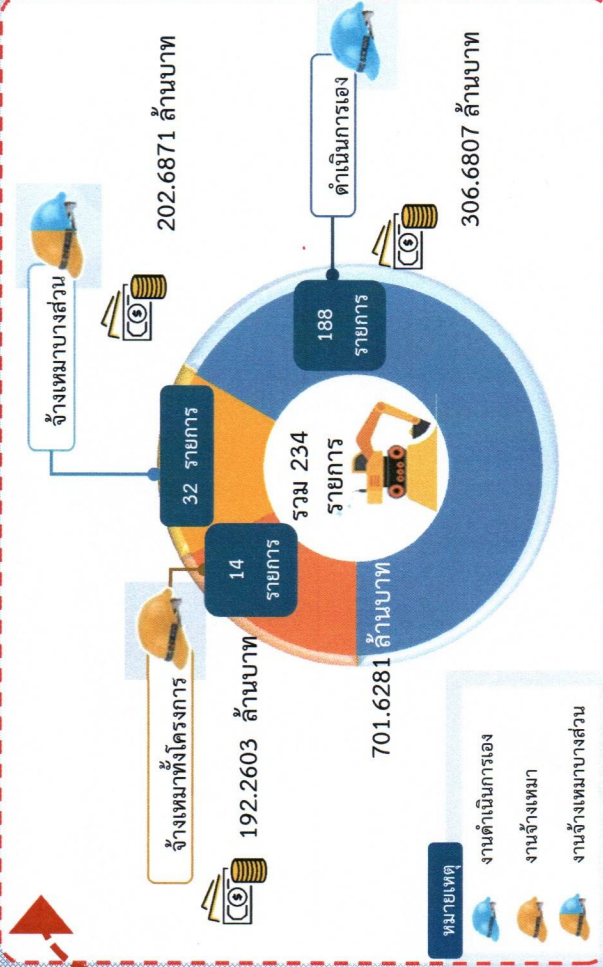 จ้างเหมาทั้งโครงการ
192.2603 ล้านบาท
14
รายการ
จ้างเหมาบางส่วน
202.6871 ล้านบาท
32 รายการ
รวม 234
รายการ
188
รายการ
ดำเนินการเอง
306.6807 ล้านบาท
701.6281 ล้านบาท
หมายเหตุ
งานดำเนินการเอง
งานจ้างเหมา
งานจ้างเหมาบางส่วน